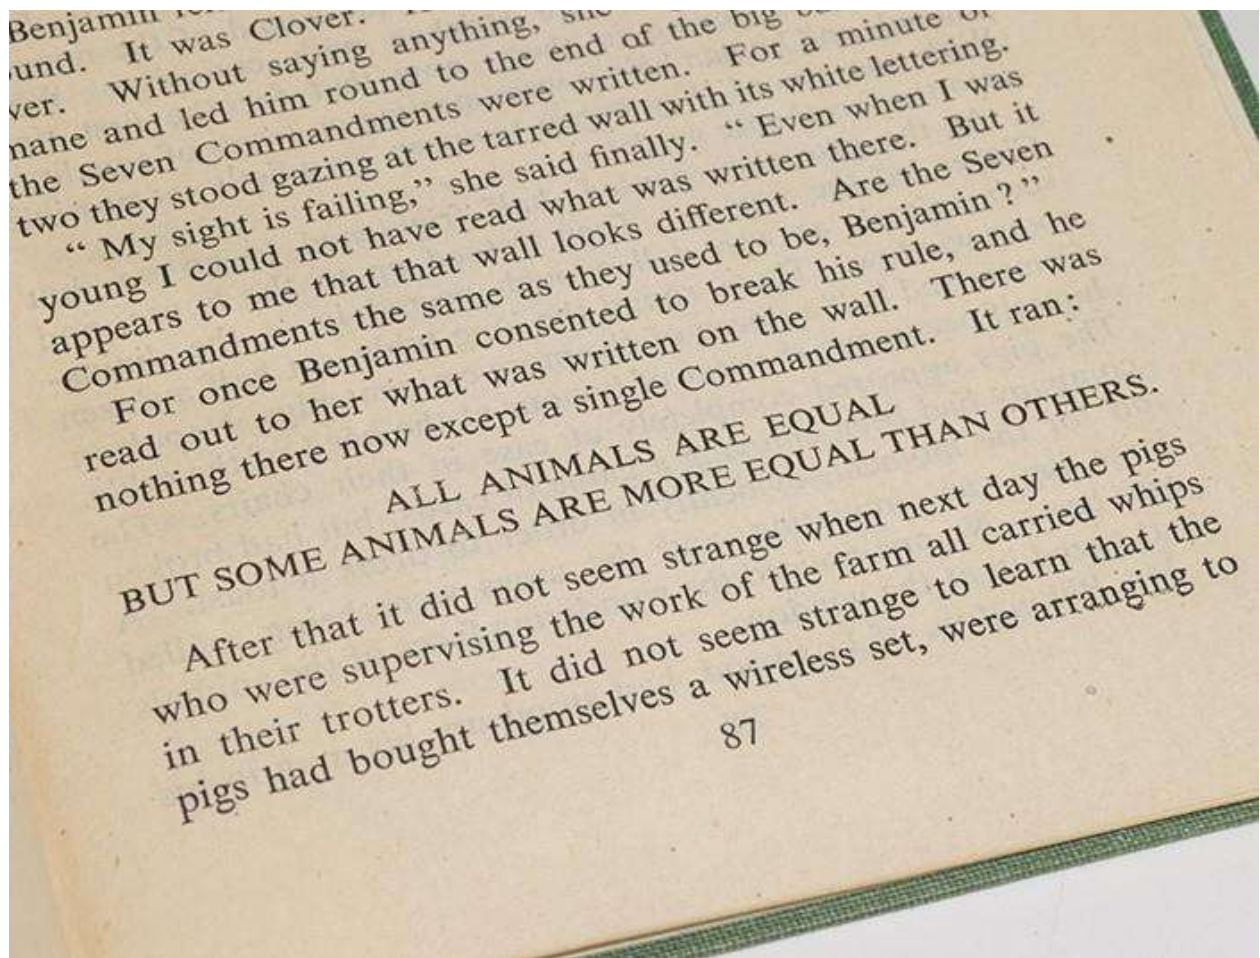 Benjamin
It was Clover.
Without saying anything, she
mane and led him round to the end of the big
the Seven Commandments were written. For a minute or
two they stood gazing at the tarred wall with its white lettering.
“ My sight is failing,” she said finally. “ Even when I was
young I could not have read what was written there. But it
appears to me that that wall looks different. Are the Seven
Commandments the same as they used to be, Benjamin ? ”
For once Benjamin consented to break his rule, and he
read out to her what was written on the wall. There was
nothing there now except a single Commandment. It ran :
ALL ANIMALS ARE EQUAL
BUT SOME ANIMALS ARE MORE EQUAL THAN OTHERS.
After that it did not seem strange when next day the pigs
who were supervising the work of the farm all carried whips
in their trotters. It did not seem strange to learn that the
pigs had bought themselves a wireless set, were arranging to
87